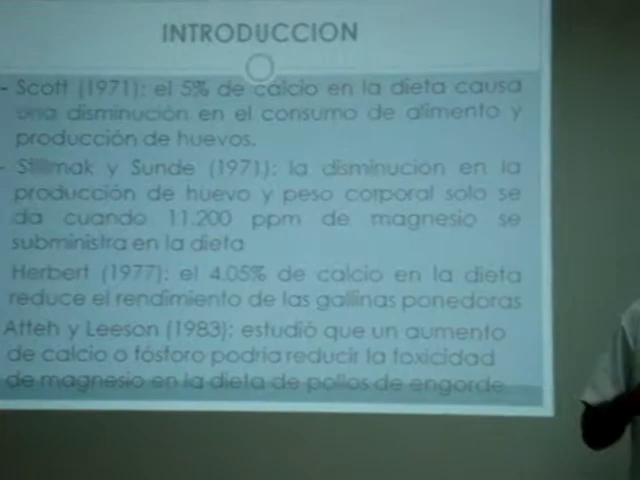 INTRODUCCION
- Scott (1971): el 5% de calcio en la dieta causa
una disminución en el consumo de alimento y
producción de huevos.
- Stillmak y Sunde (1971): la disminución en la
producción de huevo y peso corporal solo se
da cuando 11.200 ppm de magnesio se
subministra en la dieta
Herbert (1977): el 4.05% de calcio en la dieta
reduce el rendimiento de las gallinas ponedoras
Atteh y Leeson (1983): estudió que un aumento
de calcio o fósforo podría reducir la toxicidad
de magnesio en la dieta de pollos de engorde